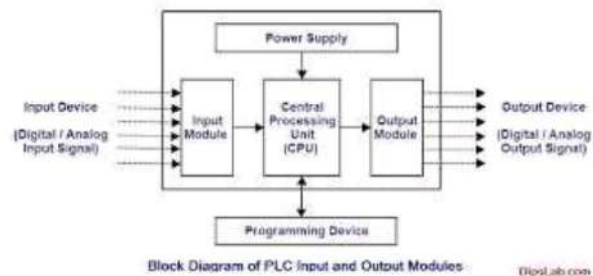 Power Supply
Input Device
(Digital / Analog
Input Signal)
Input
Module
Central
Processing
Unit
(CPU)
Output
Module
Output Device
(Digital / Analog
Output Signal)
Programming Device
Block Diagram of PLC Input and Output Modules
DipsLab.com